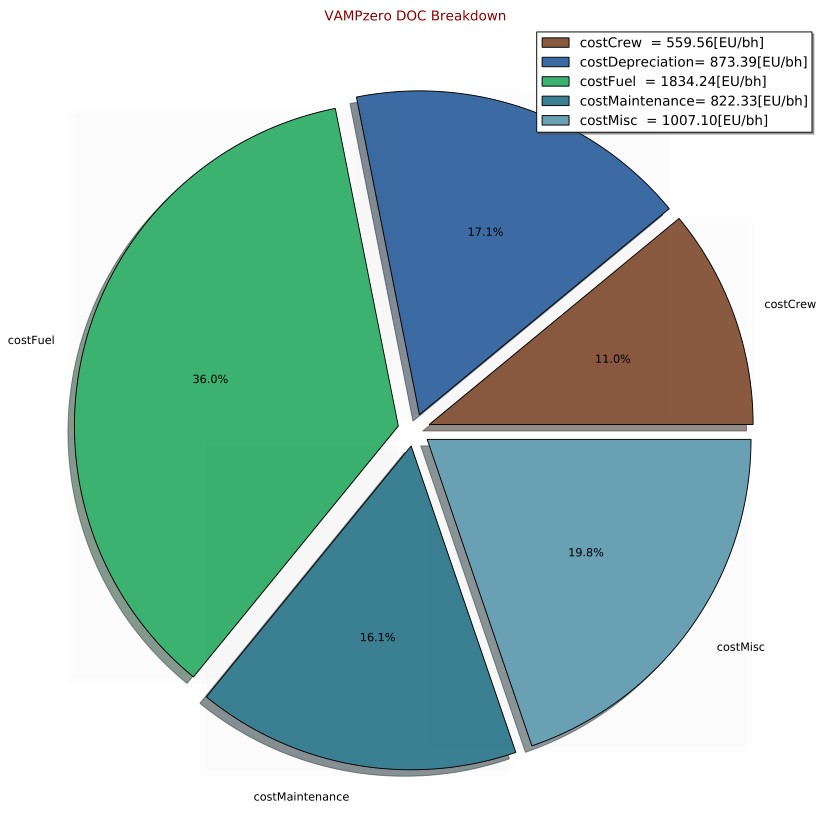 VAMPzero DOC Breakdown
costCrew = 559.56[EU/bh]
costDepreciation= 873.39[EU/bh]
costFuel = 1834.24[EU/bh]
costMaintenance= 822.33[EU/bh]
costMisc = 1007.10[EU/bh]
17.1%
costCrew
costFuel
11.0%
36.0%
19.8%
16.1%
costMisc
costMaintenance